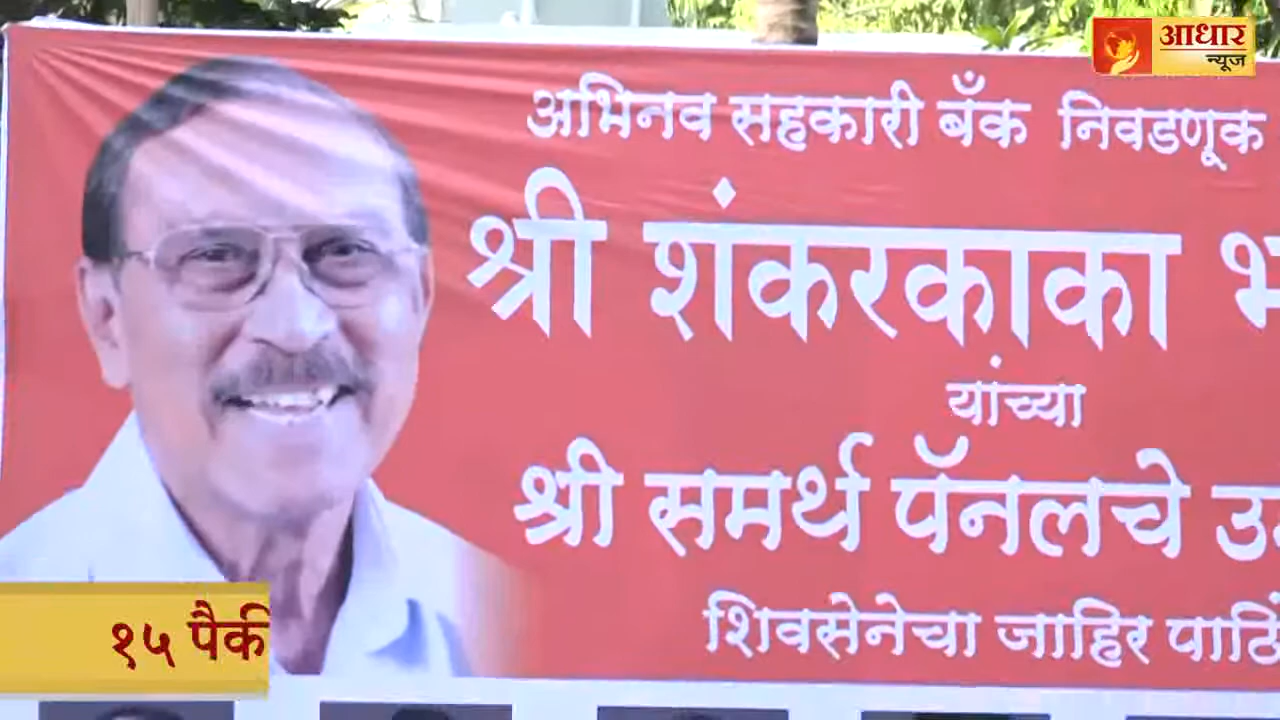 आधार
न्यूज
अभिनव सहकारी बँक निवडणूक
श्री शंकरकाका
यांच्या
श्री समर्थ पॅनलचे
शिवसेनेचा जाहिर
१५ पैकी